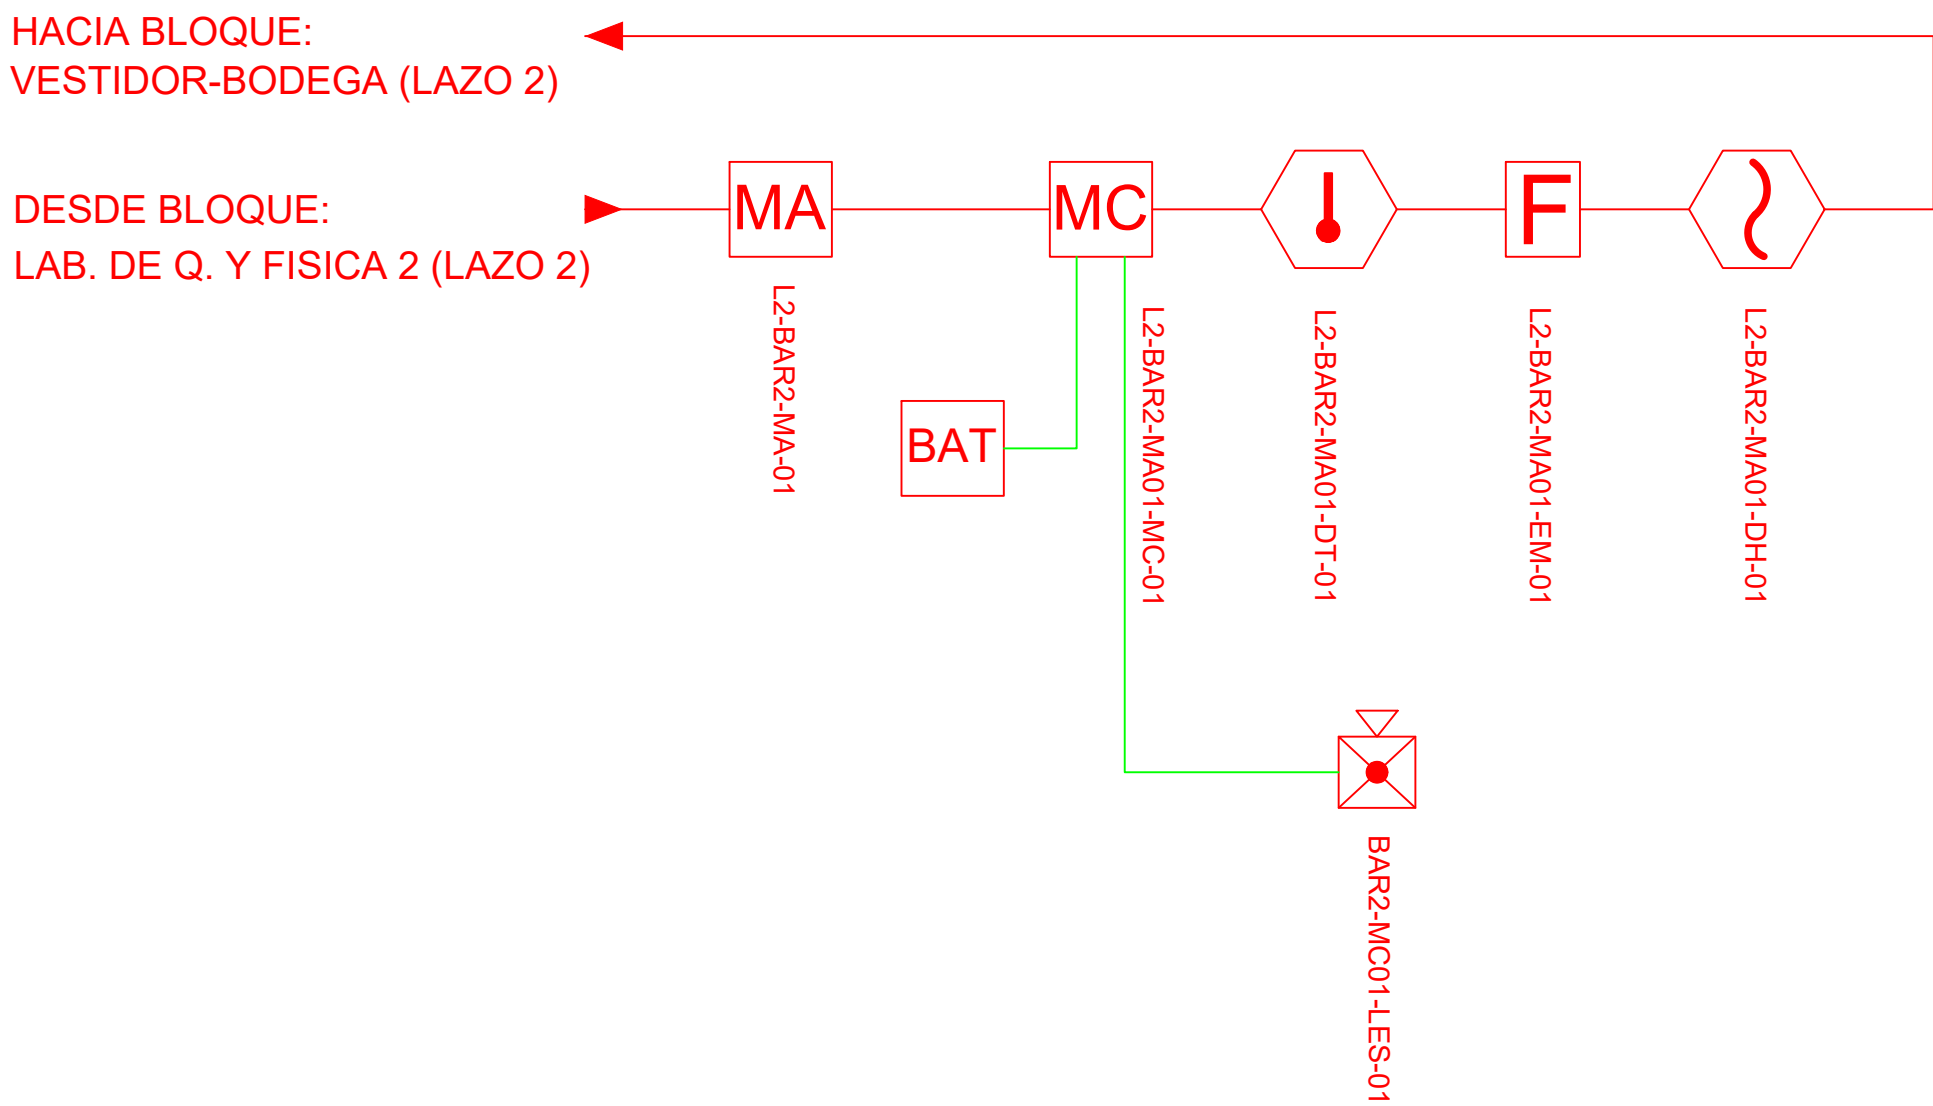 HACIA BLOQUE:
VESTIDOR-BODEGA (LAZO 2)
DESDE BLOQUE:
LAB. DE Q. Y FISICA 2 (LAZO 2)
MA
MC
F
BAT
L2-BAR2-MA-01
L2-BAR2-MA01-MC-01
L2-BAR2-MA01-DT-01
L2-BAR2-MA01-EM-01
L2-BAR2-MA01-DH-01
BAR2-MC01-LES-01